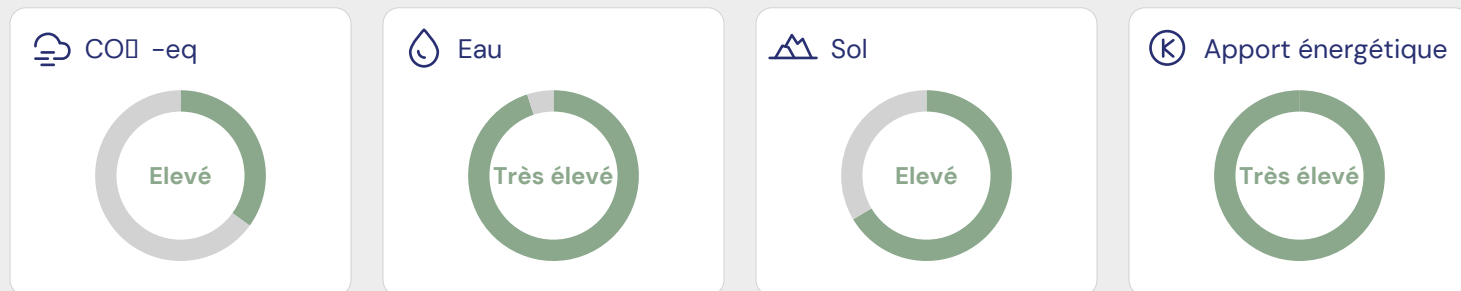 CO▯ -eq
Eau
Sol
Apport énergétique
Elevé
Très élevé
Elevé
Très élevé